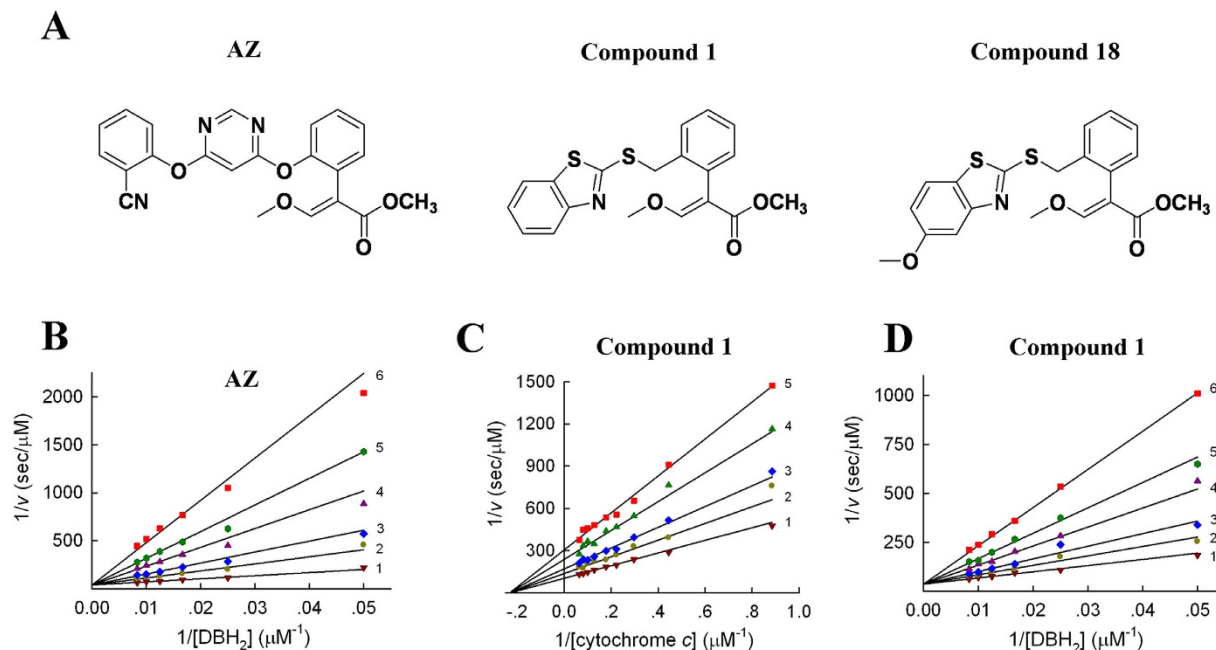 A
AZ
Compound 1
Compound 18
N N
O O
CN
O OCH3
O
S S
N O OCH3
O
S S
N O OCH3
O
O
B
AZ
1/v (sec/μM)
2000
1500
1000
500
0.00 .01 .02 .03 .04 .05
1/[DBH2] (μM-1)
6
5
4
3
2
1
C
Compound 1
1/v (sec/μM)
1500
1200
900
600
300
-.2 0.0 .2 .4 .6 .8 1.0
1/[cytochrome c] (μM-1)
5
4
3
2
1
D
Compound 1
1/v (sec/μM)
1000
750
500
250
0.00 .01 .02 .03 .04 .05
1/[DBH2] (μM-1)
6
5
4
3
2
1